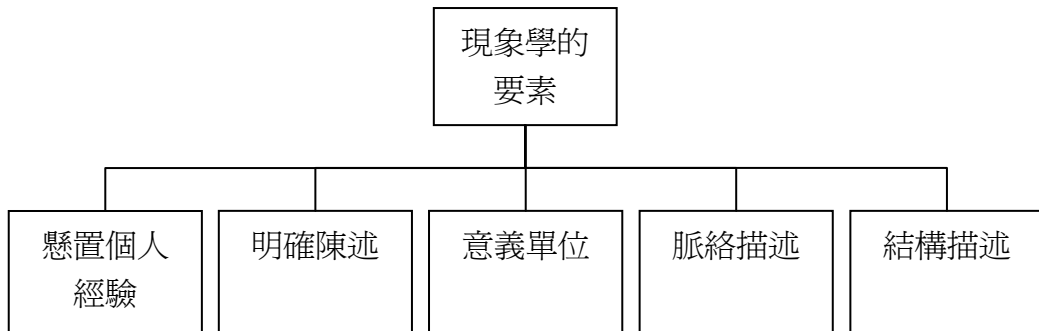 現象學的
要素
懸置個人
經驗
明確陳述
意義單位
脈絡描述
結構描述